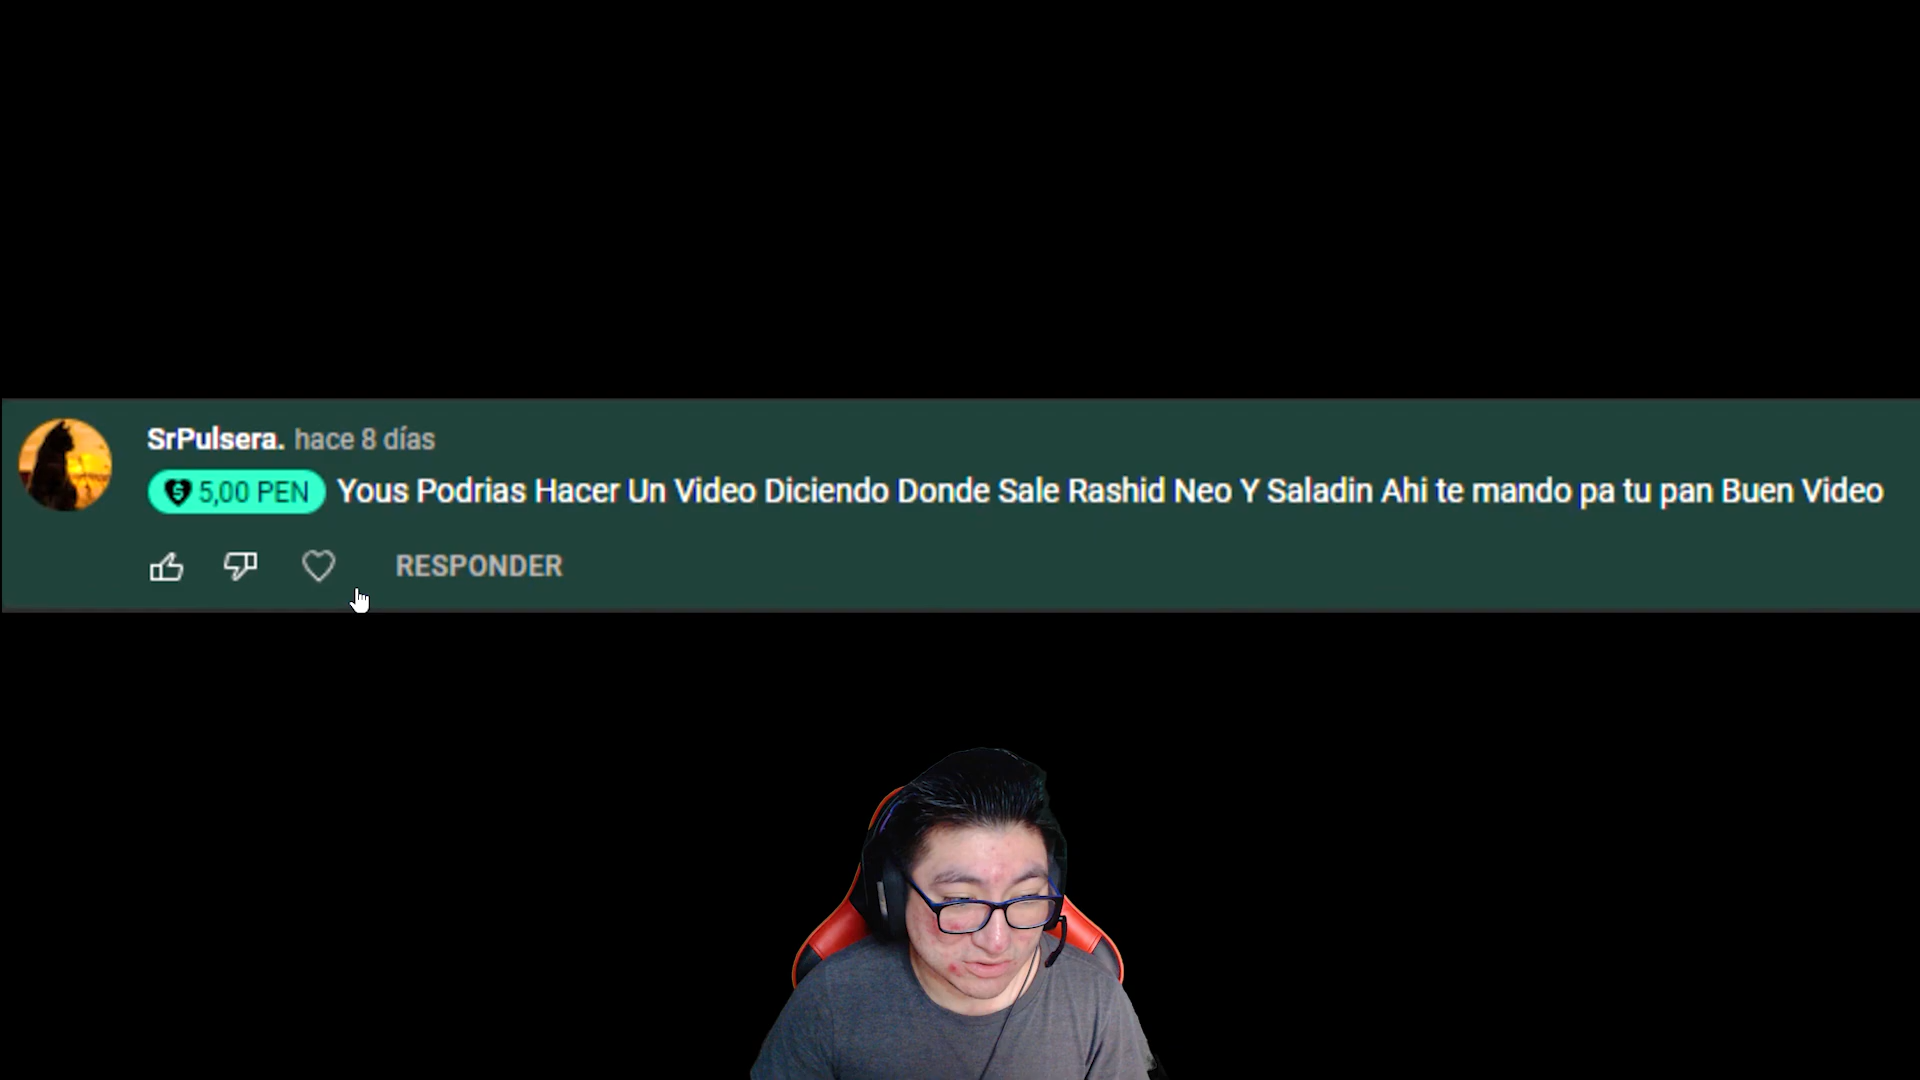 SrPulsera. hace 8 días
5,00 PEN Yous Podrias Hacer Un Video Diciendo Donde Sale Rashid Neo Y Saladin Ahi te mando pa tu pan Buen Video
RESPONDER